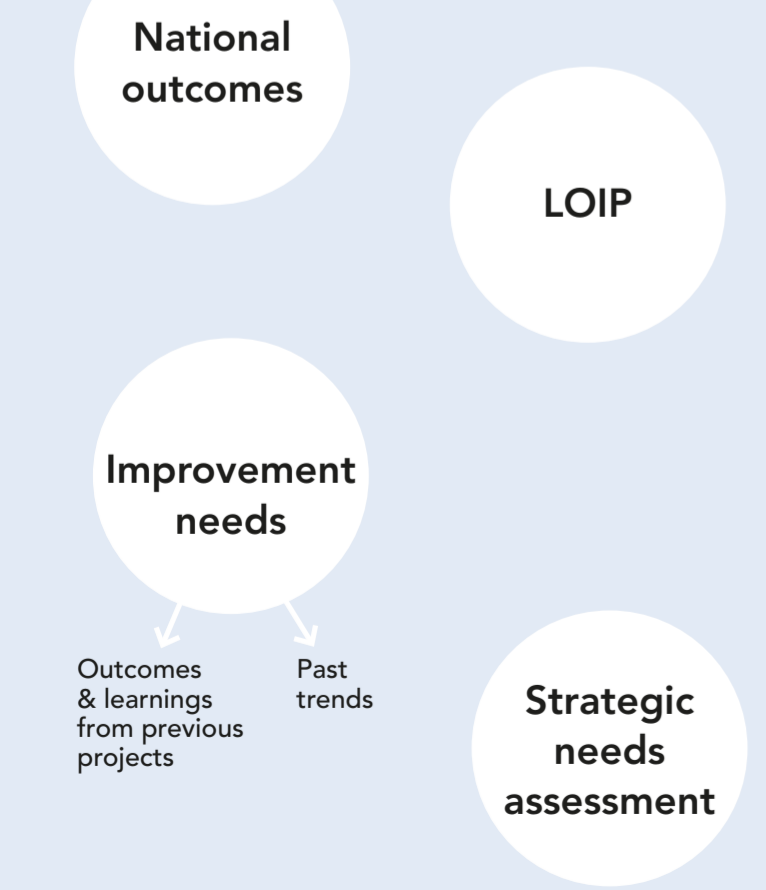 National
outcomes
LOIP
Improvement
needs
Outcomes
& learnings
from previous
projects
Past
trends
Strategic
needs
assessment